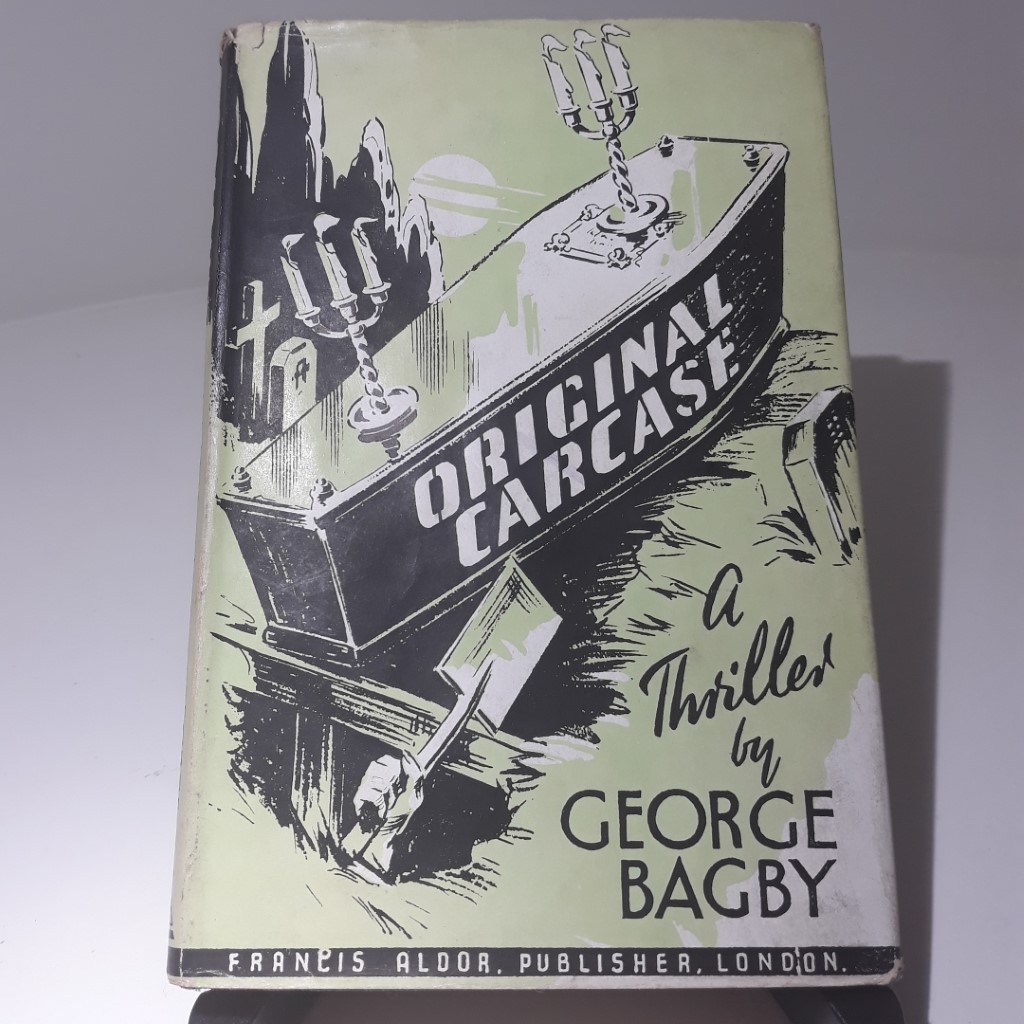 ORIGINAL
CARCASE
A
Thriller
by
GEORGE
BAGBY
FRANCIS ALDOR, PUBLISHER, LONDON.